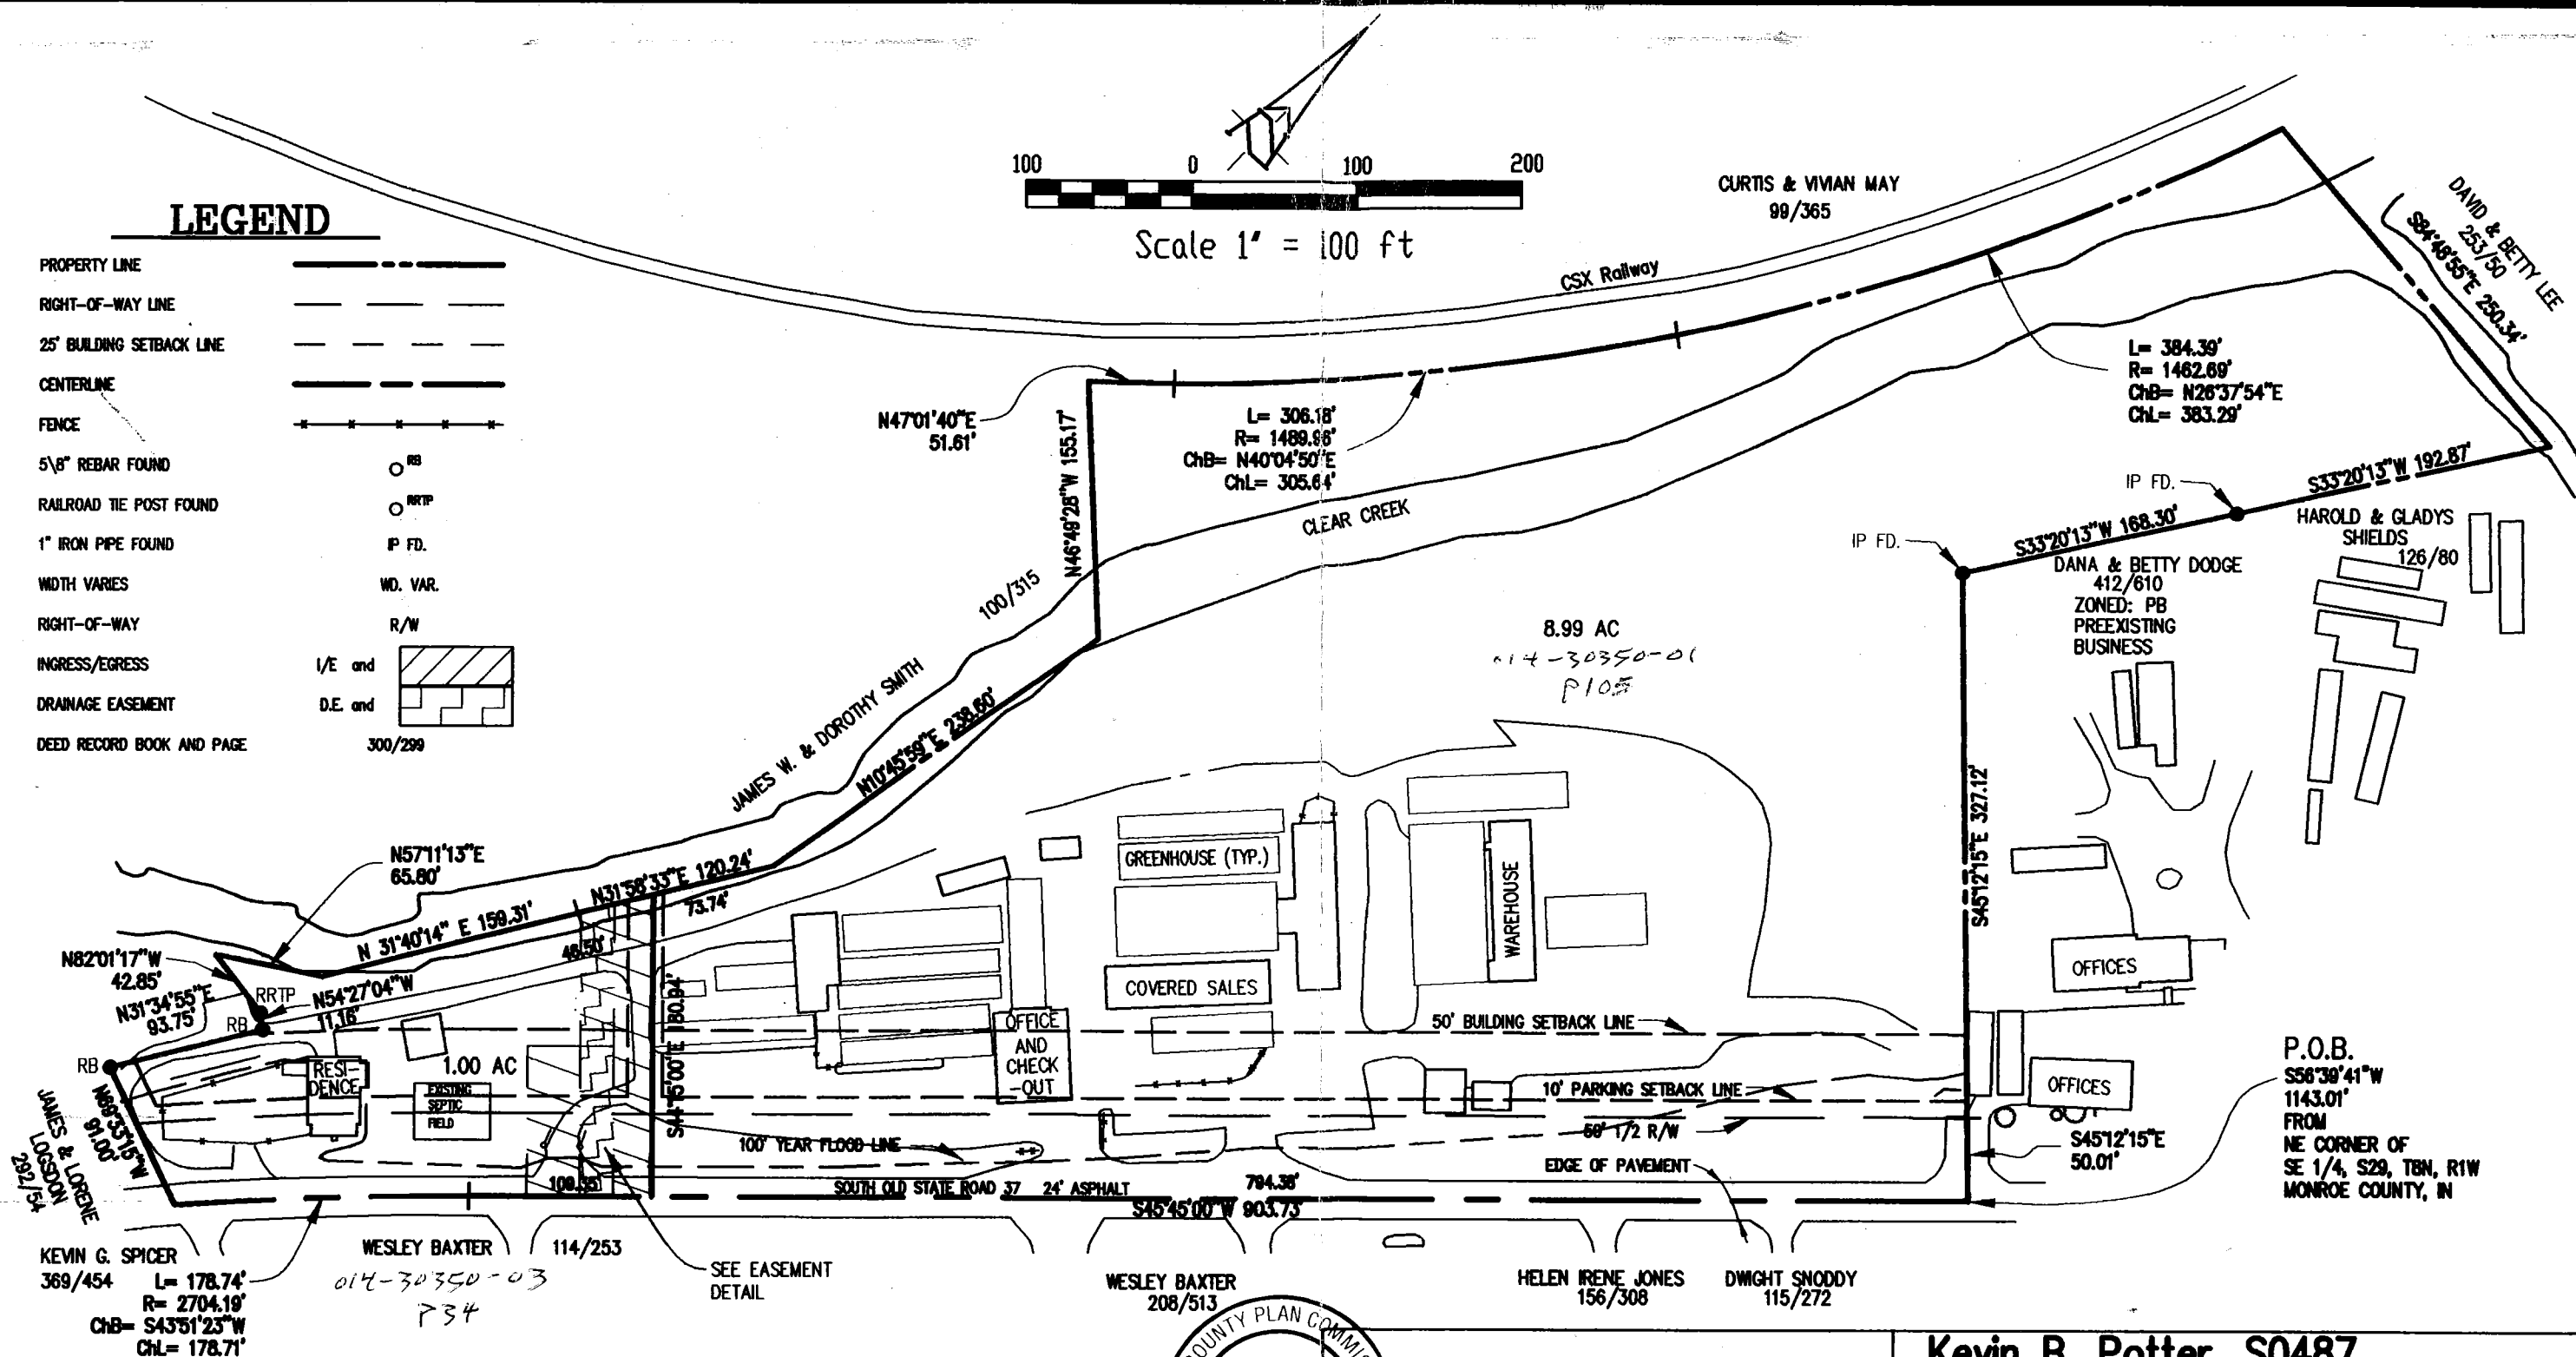 100 0 100 200
Scale 1" = 100 ft
LEGEND
PROPERTY LINE
RIGHT-OF-WAY LINE
25' BUILDING SETBACK LINE
CENTERLINE
FENCE
5\8" REBAR FOUND RB
RAILROAD TIE POST FOUND RRTP
1" IRON PIPE FOUND IP FD.
WIDTH VARIES WD. VAR.
RIGHT-OF-WAY R/W
INGRESS/EGRESS I/E and
DRAINAGE EASEMENT D.E. and
DEED RECORD BOOK AND PAGE 300/299
CURTIS & VIVIAN MAY
99/365
CSX Railway
DAVID & BETTY LEE
253/50
S84°48'55"E 250.34'
L= 384.39'
R= 1462.69'
ChB= N26°37'54"E
ChL= 383.29'
N47°01'40"E
51.61'
L= 306.18'
R= 1489.96'
ChB= N40°04'50"E
ChL= 305.64'
N46°49'28"W 155.17'
CLEAR CREEK
100/315
JAMES W. & DOROTHY SMITH
N10°45'59"E 238.60'
IP FD.
S33°20'13"W 192.87'
IP FD.
S33°20'13"W 168.30'
HAROLD & GLADYS
SHIELDS
126/80
DANA & BETTY DODGE
412/610
ZONED: PB
PREEXISTING
BUSINESS
8.99 AC
014-30350-01
P105
S45°12'15"E 327.12'
N57°11'13"E
65.80'
N31°58'33"E 120.24'
73.74'
N 31°40'14" E 159.31'
46.50'
N82°01'17"W
42.85'
N31°34'55"E
93.75'
RRTP
N54°27'04"W
11.16'
RB
RB
N69°33'15"W
91.00'
JAMES & LORENE
LOGSDON
292/54
RESI-
DENCE
1.00 AC
EXISTING
SEPTIC
FIELD
S44°15'00"E 180.94'
GREENHOUSE (TYP.)
WAREHOUSE
COVERED SALES
OFFICE
AND
CHECK
-OUT
50' BUILDING SETBACK LINE
10' PARKING SETBACK LINE
50' 1/2 R/W
100' YEAR FLOOD LINE
EDGE OF PAVEMENT
OFFICES
OFFICES
P.O.B.
S56°39'41"W
1143.01'
FROM
NE CORNER OF
SE 1/4, S29, T8N, R1W
MONROE COUNTY, IN
S45°12'15"E
50.01'
109.35'
SOUTH OLD STATE ROAD 37 24' ASPHALT
794.38'
S45°45'00"W 903.73'
KEVIN G. SPICER
369/454
L= 178.74'
R= 2704.19'
ChB= S43°51'23"W
ChL= 178.71'
WESLEY BAXTER 114/253
014-30350-03
P34
SEE EASEMENT
DETAIL
WESLEY BAXTER
208/513
HELEN IRENE JONES
156/308
DWIGHT SNODDY
115/272
COUNTY PLAN COMMIS
Kevin B. Potter S0487